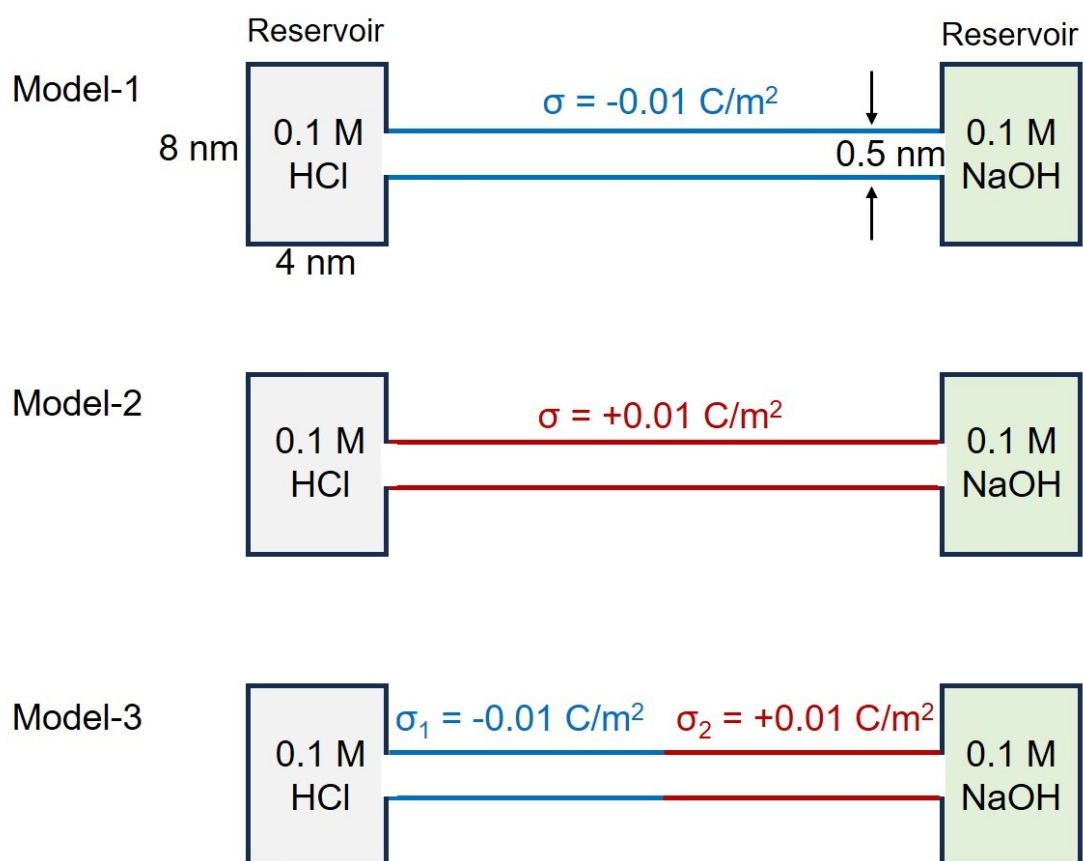 Reservoir
Reservoir
Model-1
σ = -0.01 C/m²
8 nm
0.1 M
HCl
0.5 nm
0.1 M
NaOH
4 nm
Model-2
σ = +0.01 C/m²
0.1 M
HCl
0.1 M
NaOH
Model-3
σ₁ = -0.01 C/m²
σ₂ = +0.01 C/m²
0.1 M
HCl
0.1 M
NaOH